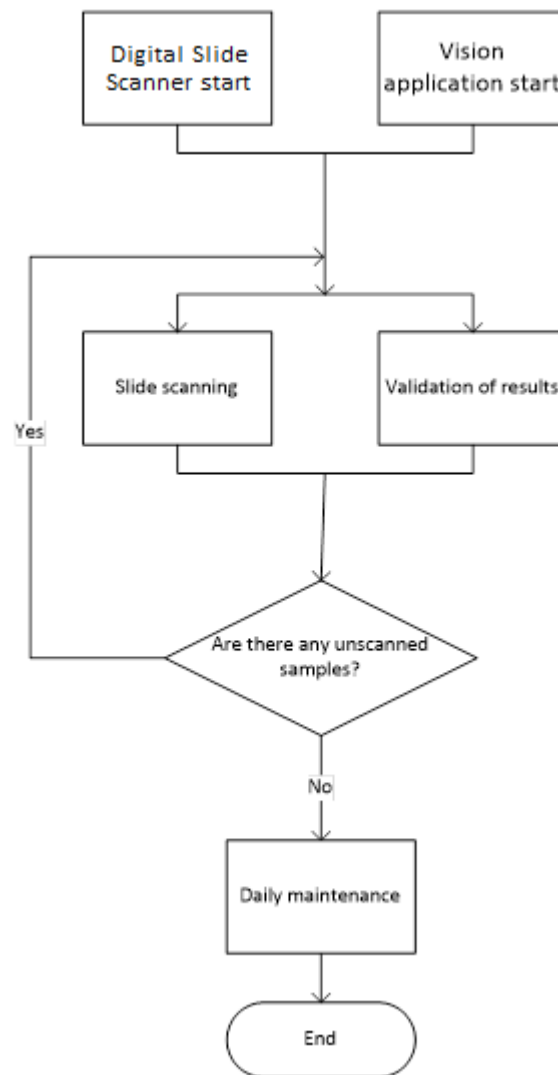 Digital Slide
Scanner start
Vision
application start
Slide scanning
Validation of results
Yes
Are there any unscanned
samples?
No
Daily maintenance
End